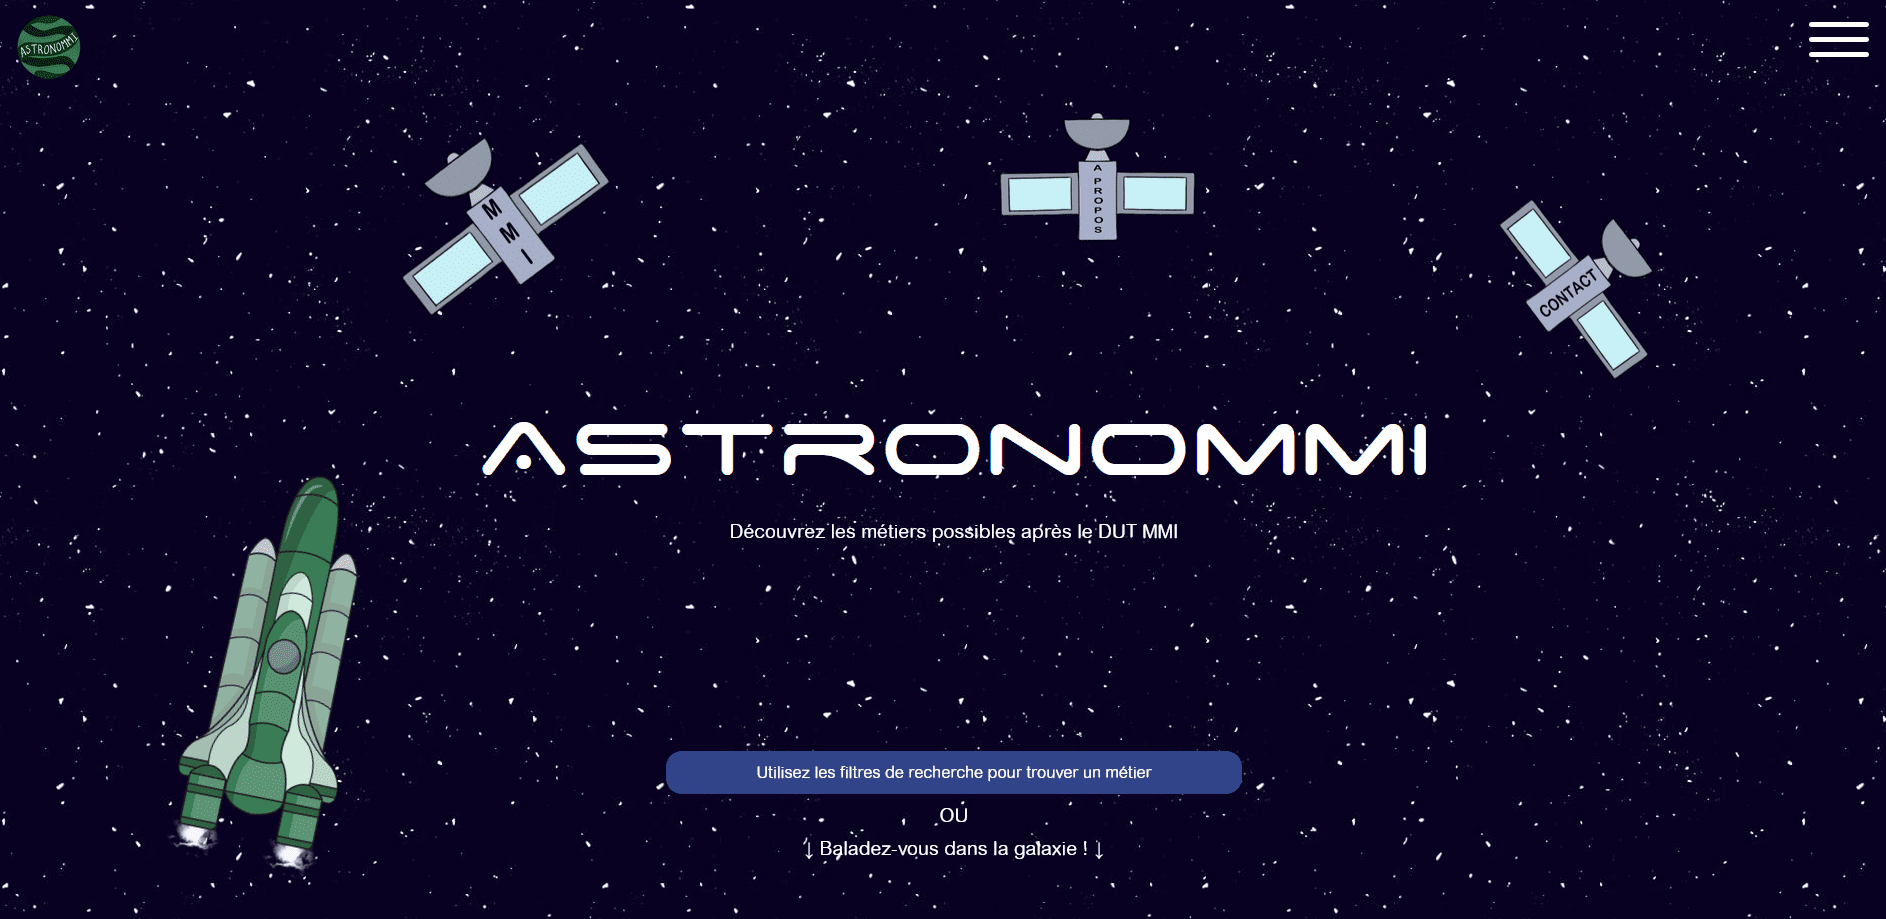 ASTRONOMMI
MMI
A PROPOS
CONTACT
ASTRONOMMI
Découvrez les métiers possibles après le DUT MMI
Utilisez les filtres de recherche pour trouver un métier
OU
↓ Baladez-vous dans la galaxie ! ↓